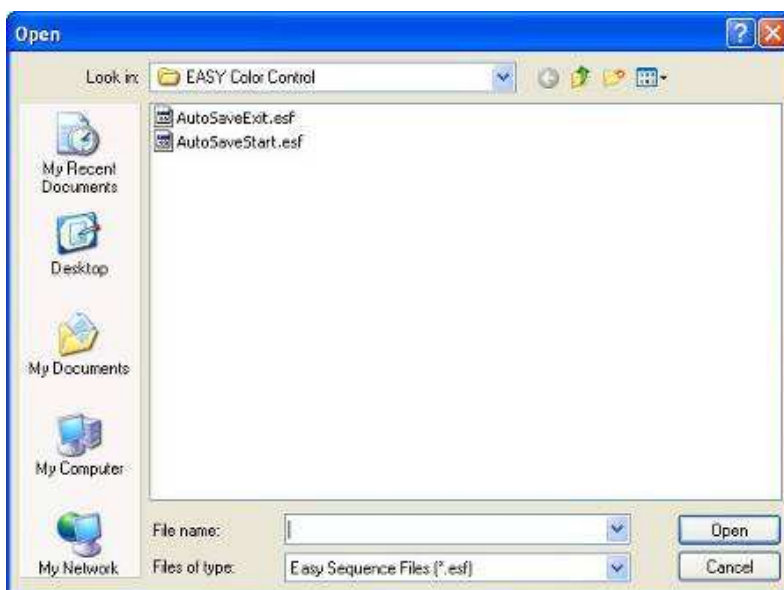 Open
Look in: EASY Color Control
AutoSaveExit.esf
AutoSaveStart.esf
My Recent
Documents
Desktop
My Documents
My Computer
My Network
File name:
Open
Files of type: Easy Sequence Files (*.esf)
Cancel